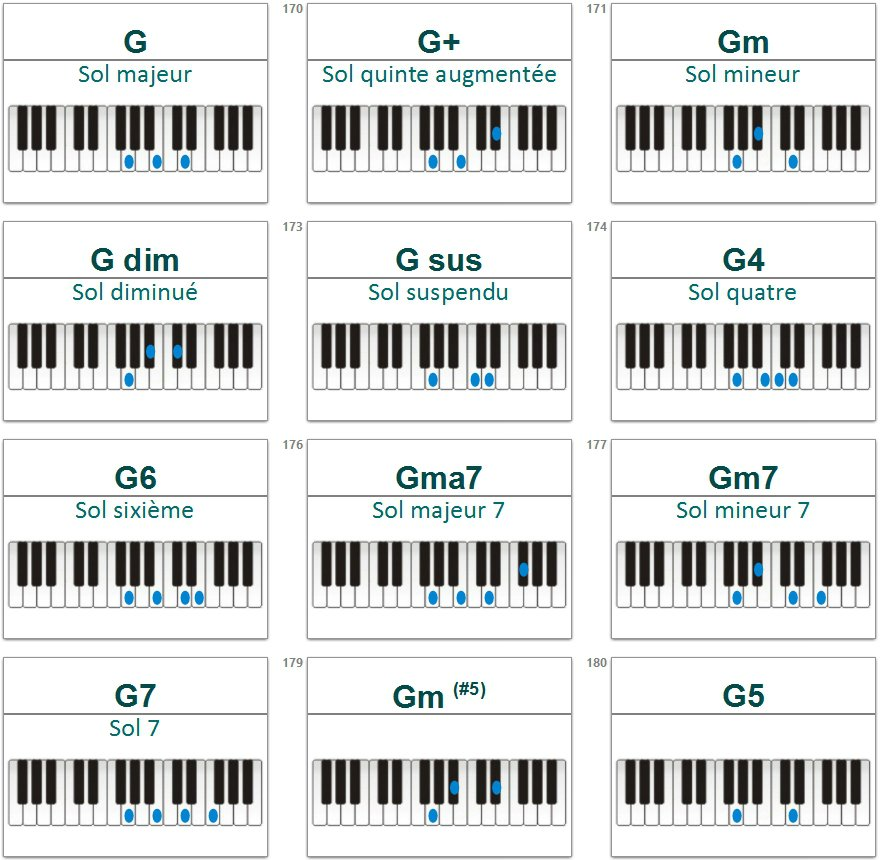 G
Sol majeur
170
G+
Sol quinte augmentée
171
Gm
Sol mineur
G dim
Sol diminué
173
G sus
Sol suspendu
174
G4
Sol quatre
G6
Sol sixième
176
Gma7
Sol majeur 7
177
Gm7
Sol mineur 7
G7
Sol 7
179
Gm (#5)
180
G5